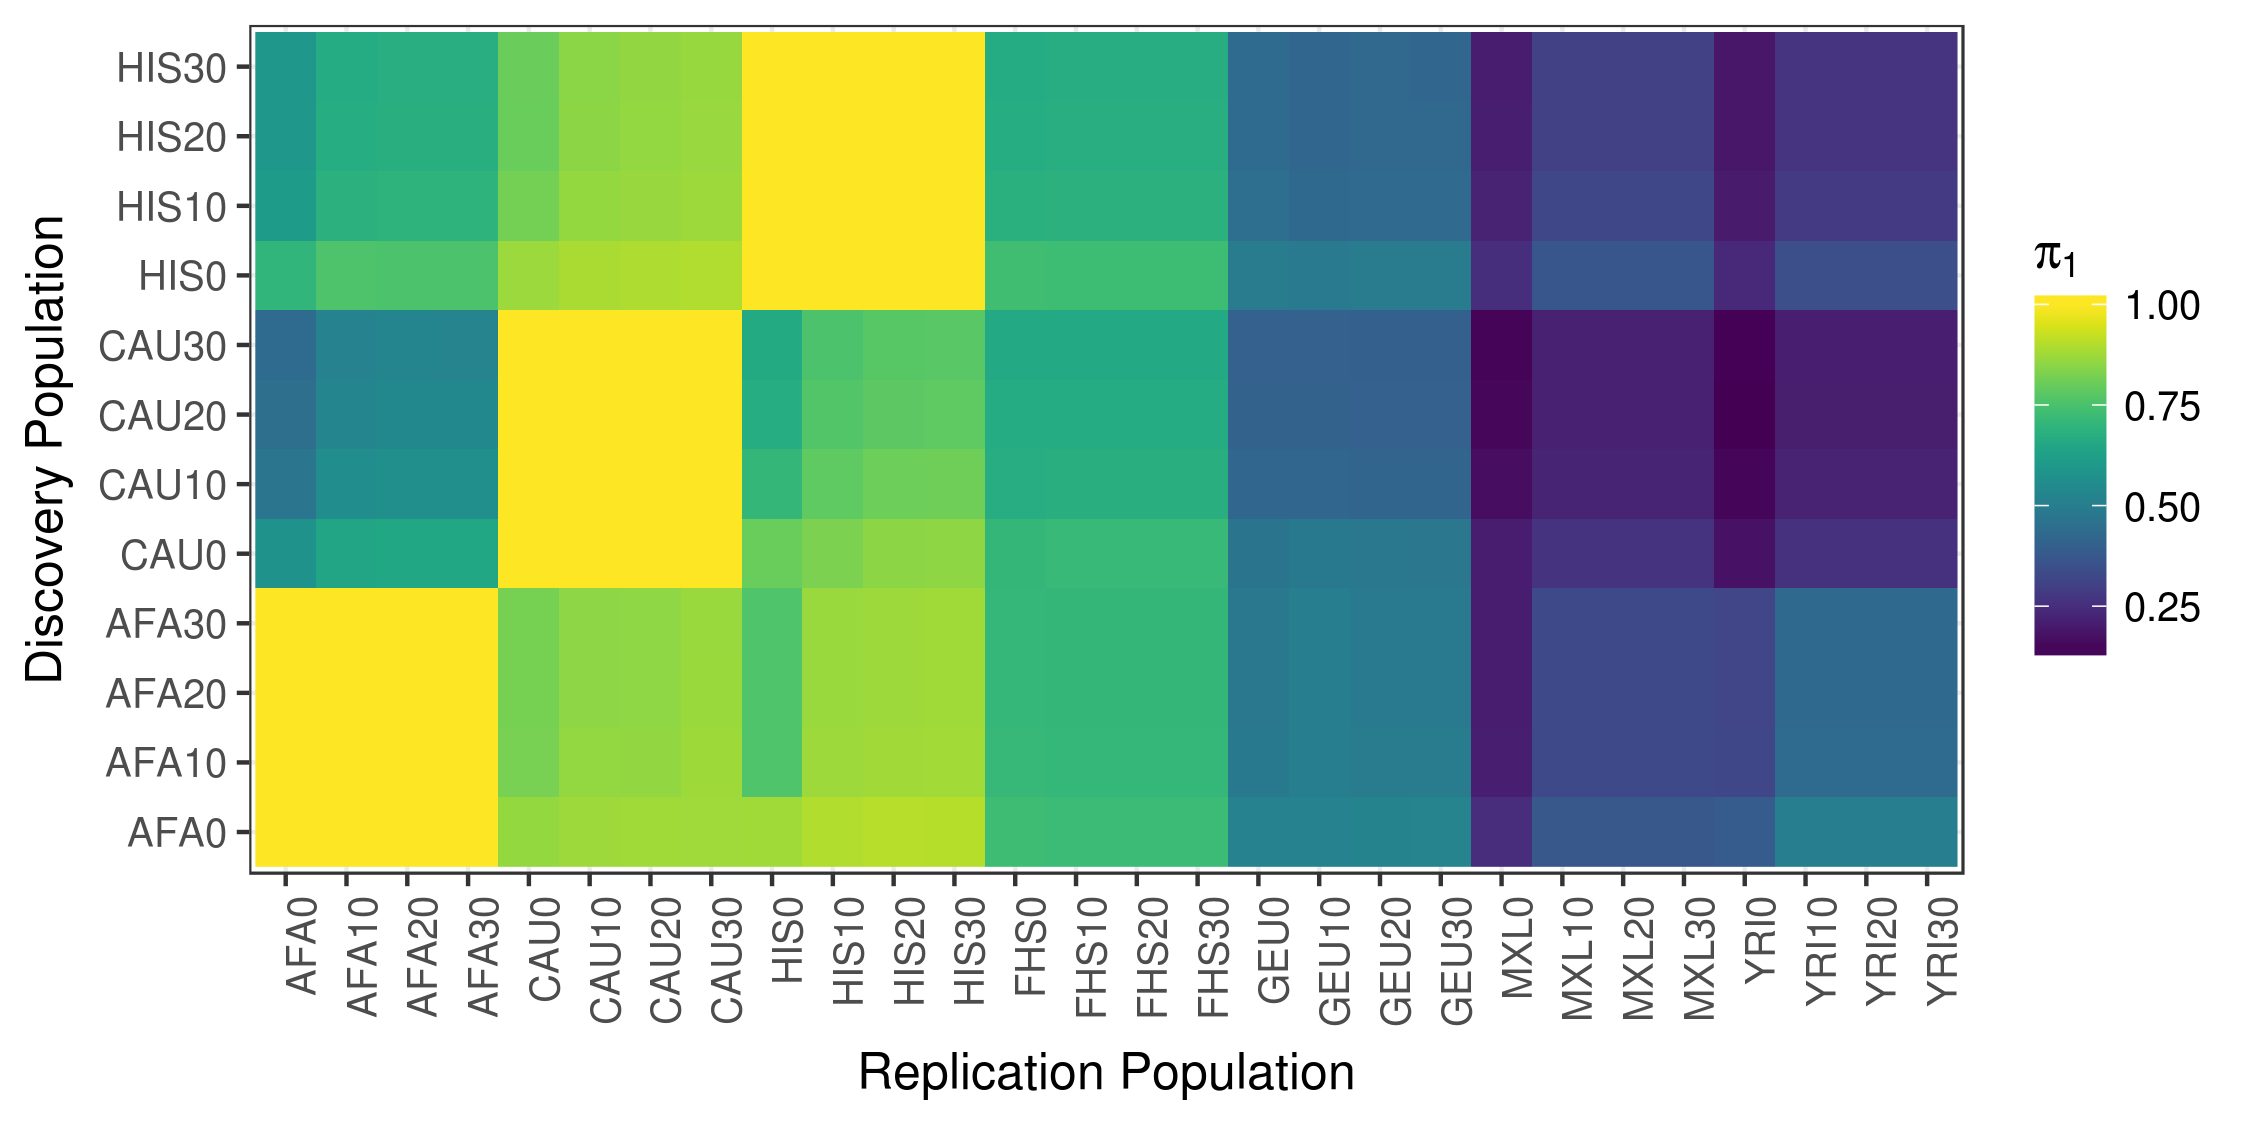 HIS30
HIS20
HIS10
HIS0
CAU30
CAU20
CAU10
CAU0
AFA30
AFA20
AFA10
AFA0
Discovery Population
AFA0
AFA10
AFA20
AFA30
CAU0
CAU10
CAU20
CAU30
HIS0
HIS10
HIS20
HIS30
FHS0
FHS10
FHS20
FHS30
GEU0
GEU10
GEU20
GEU30
MXL0
MXL10
MXL20
MXL30
YRI0
YRI10
YRI20
YRI30
Replication Population
π₁
1.00
0.75
0.50
0.25